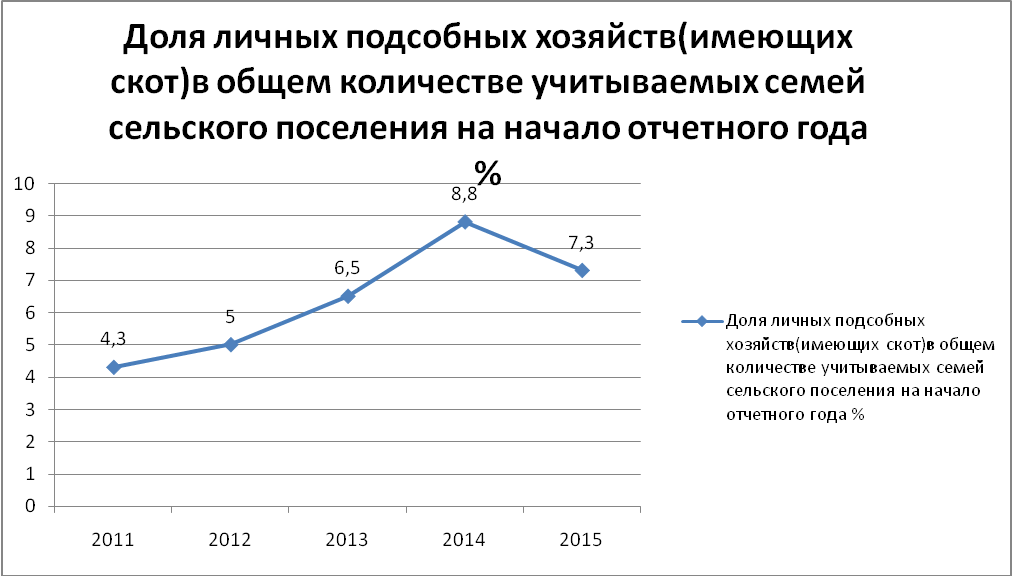 Доля личных подсобных хозяйств(имеющих
скот)в общем количестве учитываемых семей
сельского поселения на начало отчетного года
%
10
9
8
7
6
5
4
3
2
1
0
4,3
5
6,5
8,8
7,3
2011 2012 2013 2014 2015
Доля личных подсобных
хозяйств(имеющих скот)в общем
количестве учитываемых семей
сельского поселения на начало
отчетного года %